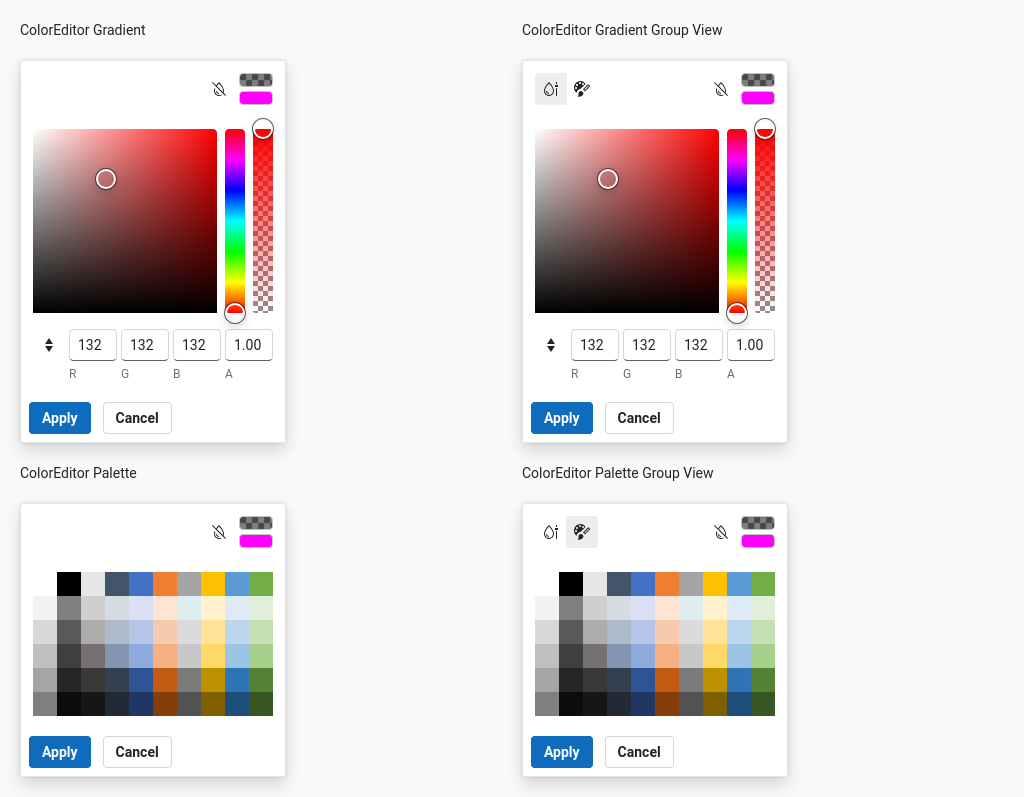 ColorEditor Gradient
ColorEditor Gradient Group View
132 132 132 1.00
R G B A
Apply Cancel
132 132 132 1.00
R G B A
Apply Cancel
ColorEditor Palette
ColorEditor Palette Group View
Apply Cancel
Apply Cancel